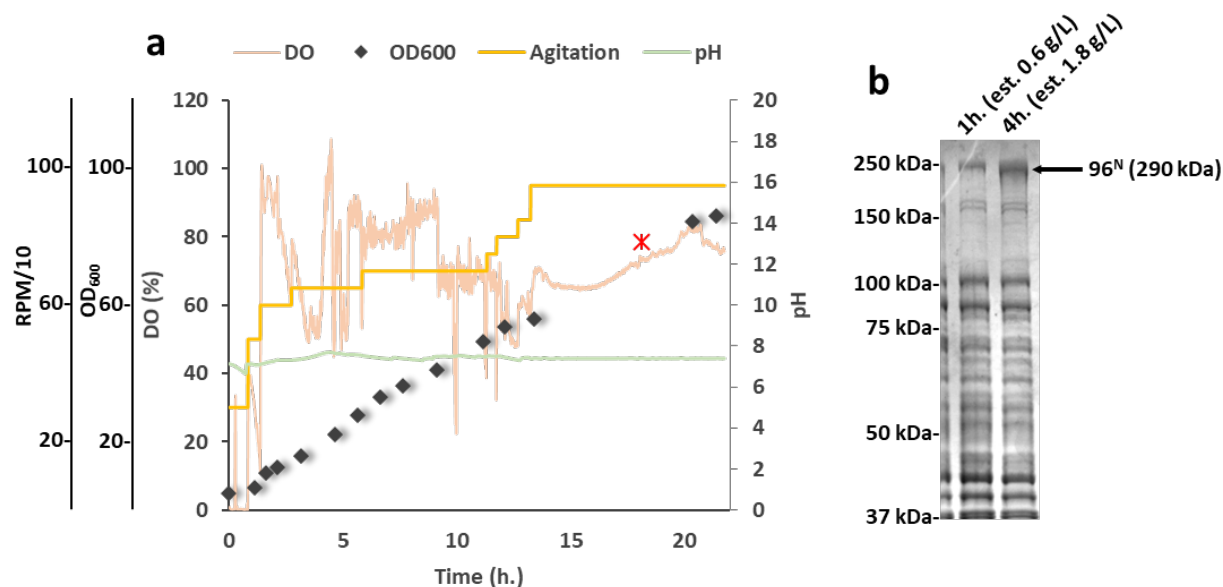 a
DO OD600 Agitation pH
RPM/10
100-
60-
20-
OD600
100-
60-
20-
DO (%)
120
100
80
60
40
20
0
20
18
16
14
12
10
8
6
4
2
0
pH
0 5 10 15 20
Time (h.)
b
1h. (est. 0.6 g/L)
4h. (est. 1.8 g/L)
250 kDa-
150 kDa-
100 kDa-
75 kDa-
50 kDa-
37 kDa-
96ᴺ (290 kDa)